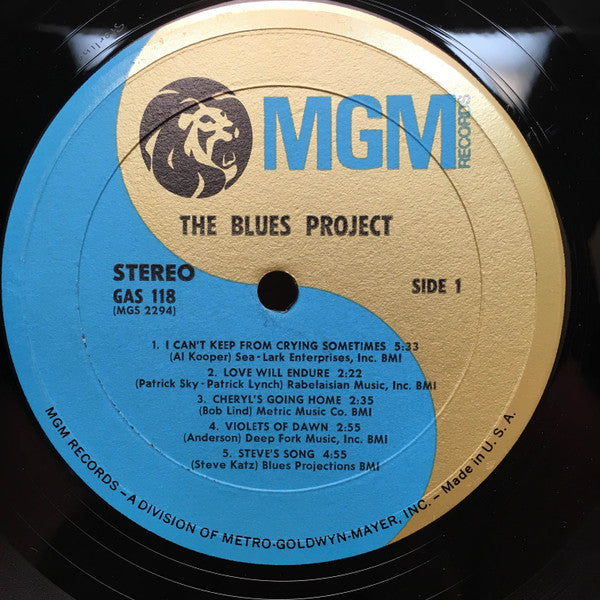 MGM
RECORDS
THE BLUES PROJECT
STEREO
GAS 118
(MGS 2294)
SIDE 1
1. I CAN'T KEEP FROM CRYING SOMETIMES 5:33
(Al Kooper) Sea-Lark Enterprises, Inc. BMI
2. LOVE WILL ENDURE 2:22
(Patrick Sky-Patrick Lynch) Rabelaisian Music, Inc. BMI
3. CHERYL'S GOING HOME 2:35
(Bob Lind) Metric Music Co. BMI
4. VIOLETS OF DAWN 2:55
(Anderson) Deep Fork Music, Inc. BMI
5. STEVE'S SONG 4:55
(Steve Katz) Blues Projections BMI
MGM RECORDS – A DIVISION OF METRO-GOLDWYN-MAYER, INC. – Made in U. S. A.